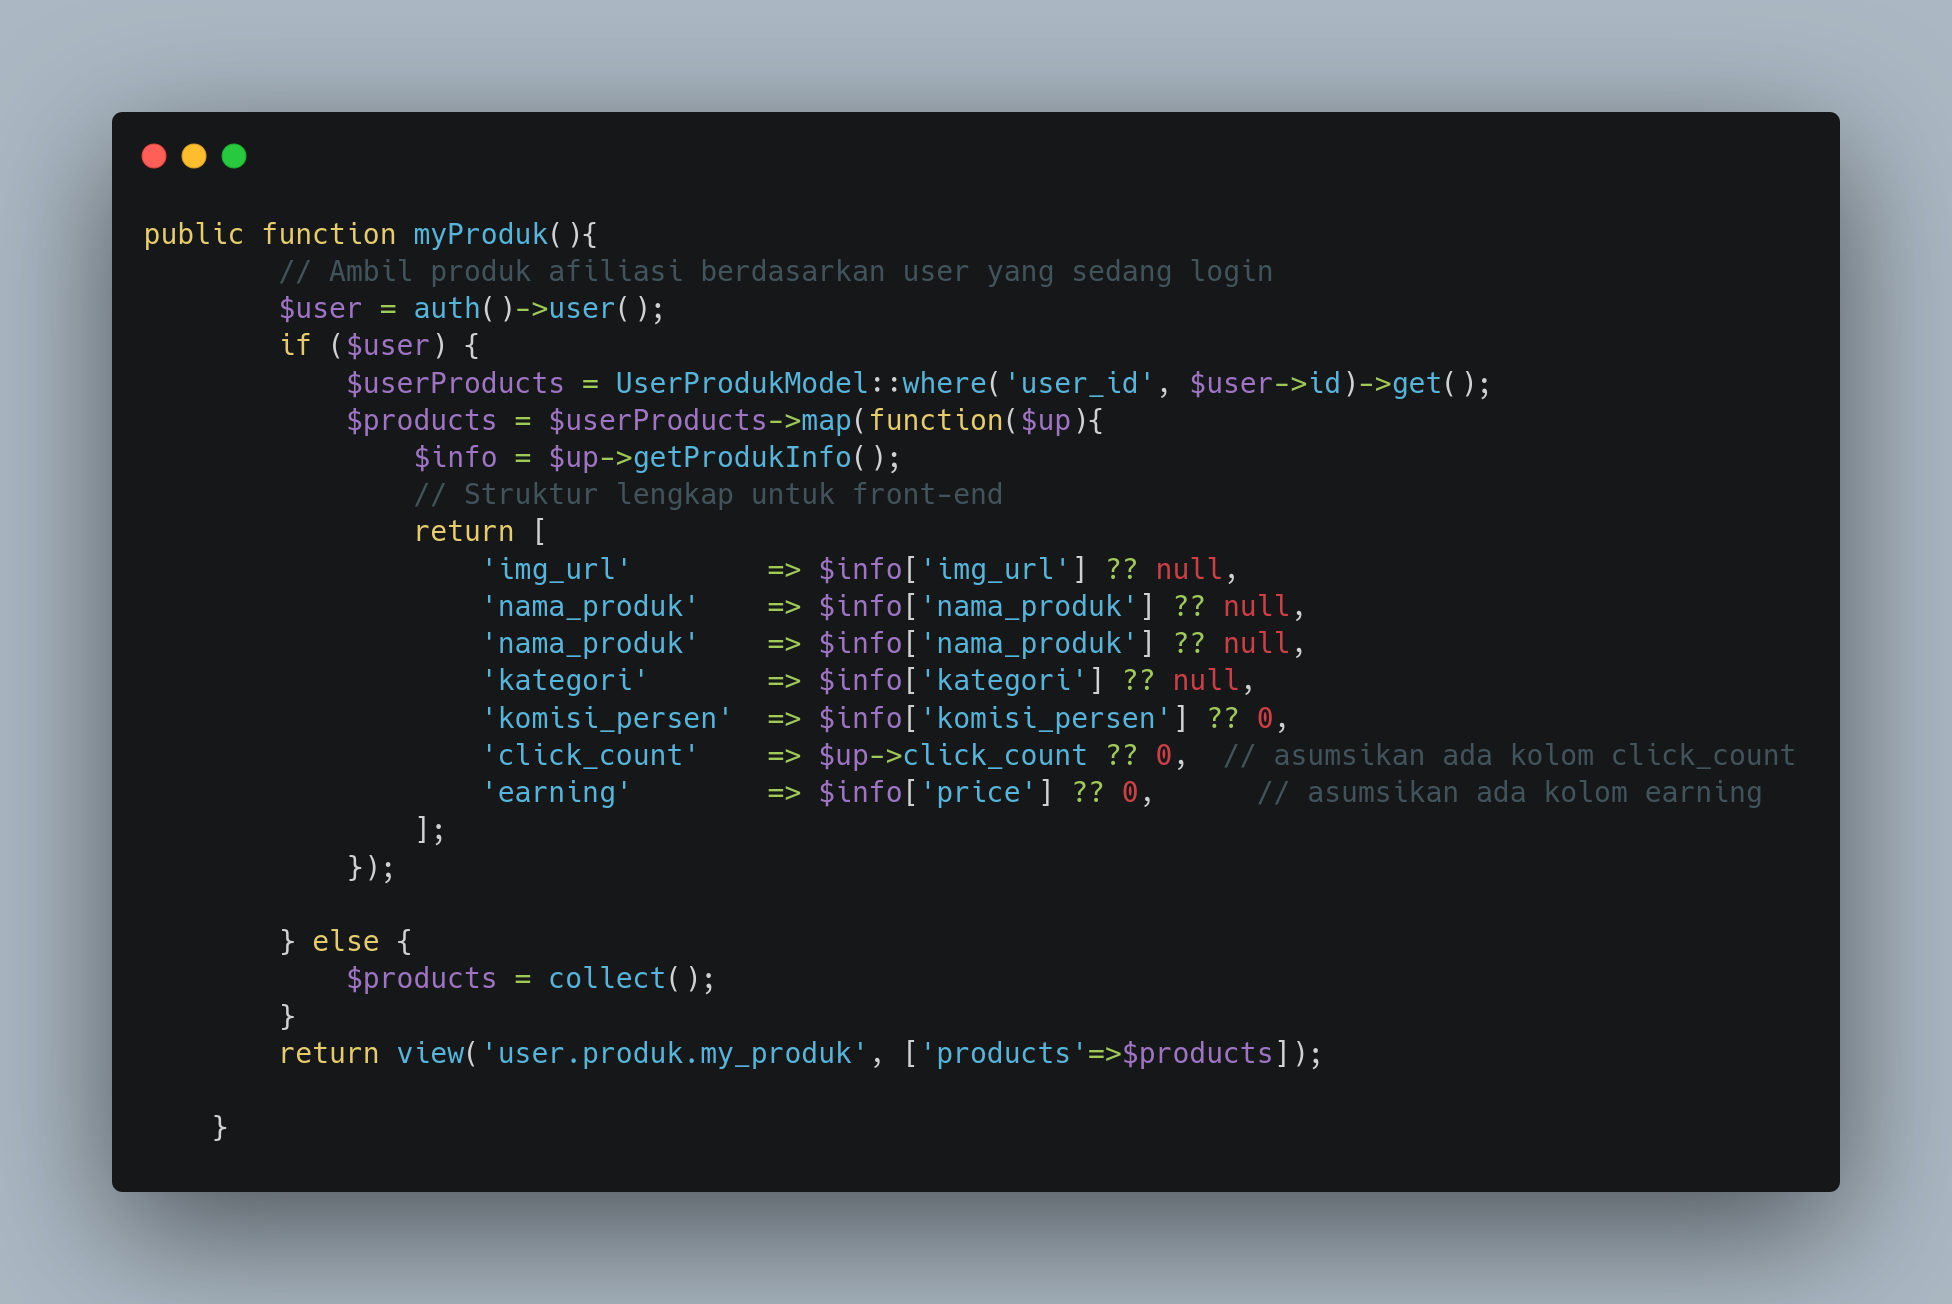 public function myProduk(){
        // Ambil produk afiliasi berdasarkan user yang sedang login
        $user = auth()->user();
        if ($user) {
            $userProducts = UserProdukModel::where('user_id', $user->id)->get();
            $products = $userProducts->map(function($up){
                $info = $up->getProdukInfo();
                // Struktur lengkap untuk front-end
                return [
                    'img_url'        => $info['img_url'] ?? null,
                    'nama_produk'    => $info['nama_produk'] ?? null,
                    'nama_produk'    => $info['nama_produk'] ?? null,
                    'kategori'       => $info['kategori'] ?? null,
                    'komisi_persen'  => $info['komisi_persen'] ?? 0,
                    'click_count'    => $up->click_count ?? 0,  // asumsikan ada kolom click_count
                    'earning'        => $info['price'] ?? 0,      // asumsikan ada kolom earning
                ];
            });

        } else {
            $products = collect();
        }
        return view('user.produk.my_produk', ['products'=>$products]);

    }